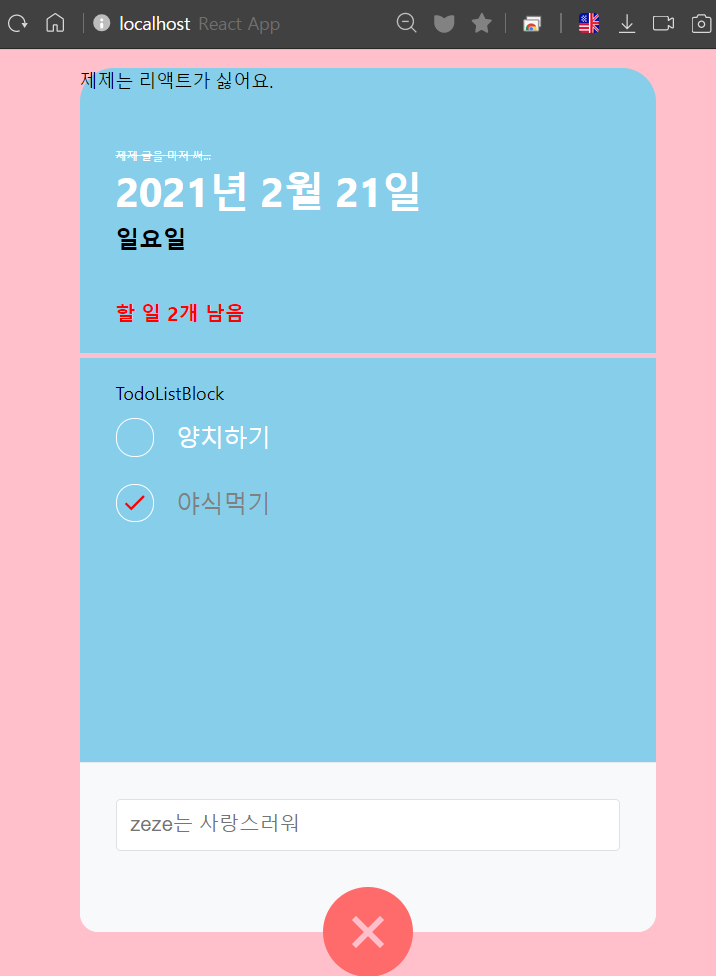 localhost React App
제제는 리액트가 싫어요.
제제 글을 마저 써...
2021년 2월 21일
일요일
할 일 2개 남음
TodoListBlock
양치하기
야식먹기
zeze는 사랑스러워